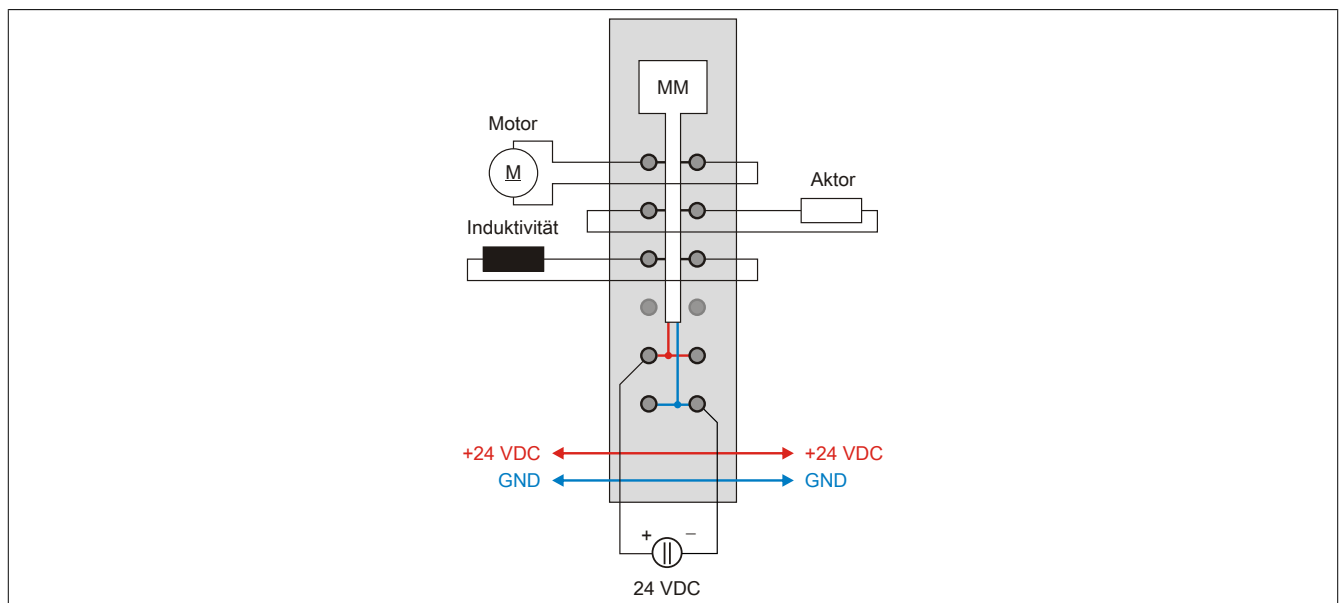 MM
Motor
M
Aktor
Induktivität
+24 VDC +24 VDC
GND GND
+ −
24 VDC